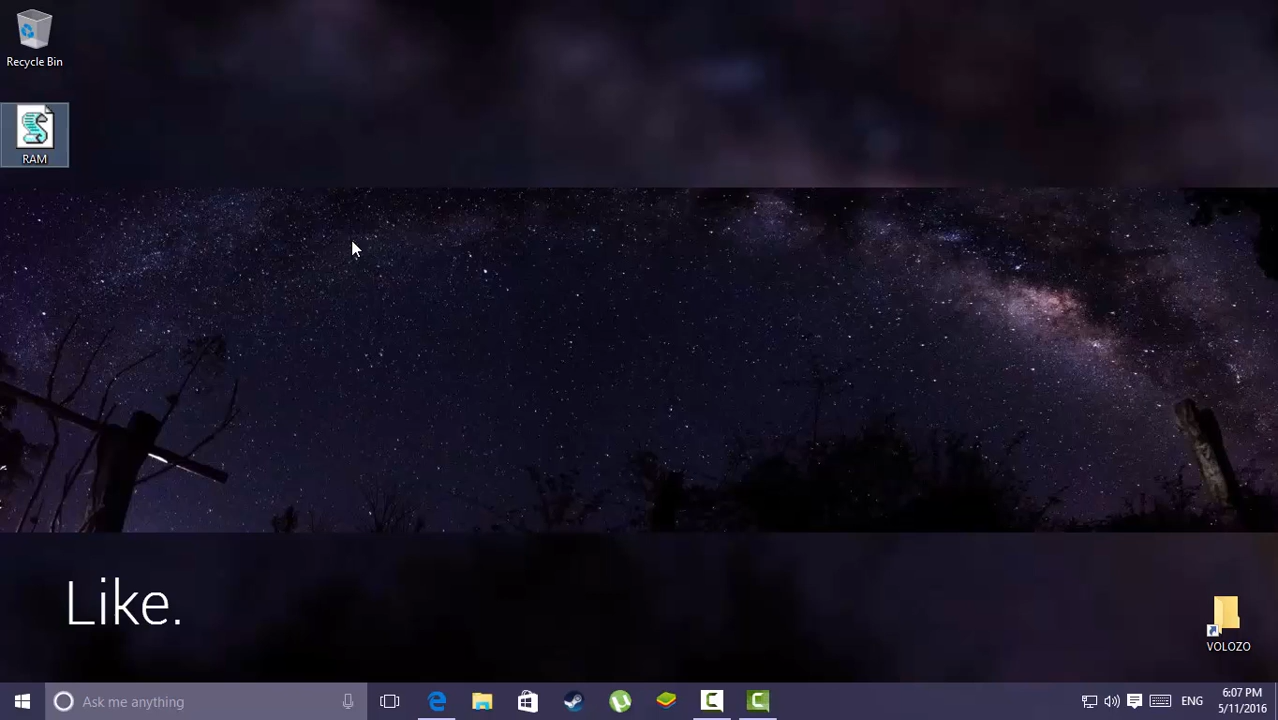 Recycle Bin
RAM
Like.
VOLOZO
Ask me anything
ENG
6:07 PM
5/11/2016